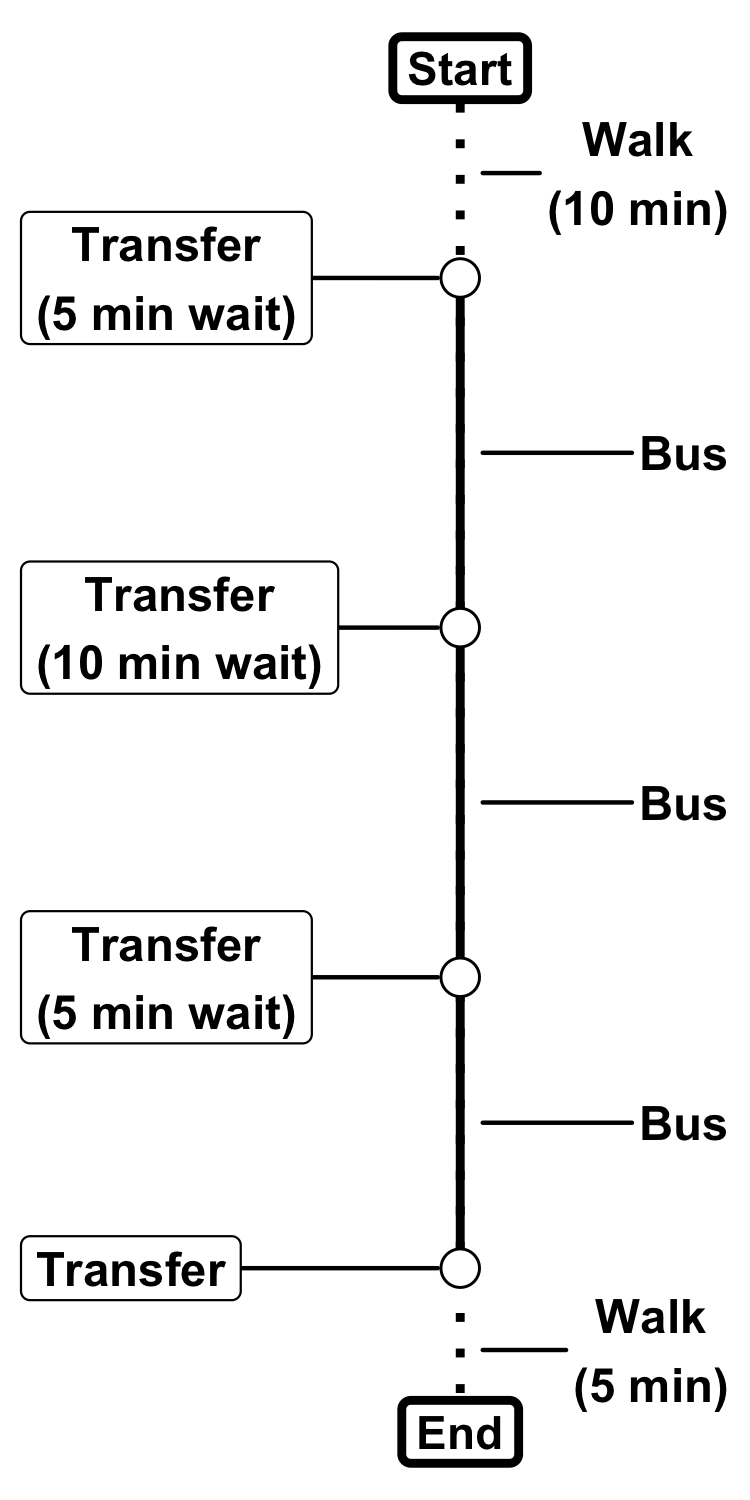 Start
Walk
(10 min)
Transfer
(5 min wait)
Bus
Transfer
(10 min wait)
Bus
Transfer
(5 min wait)
Bus
Transfer
Walk
(5 min)
End